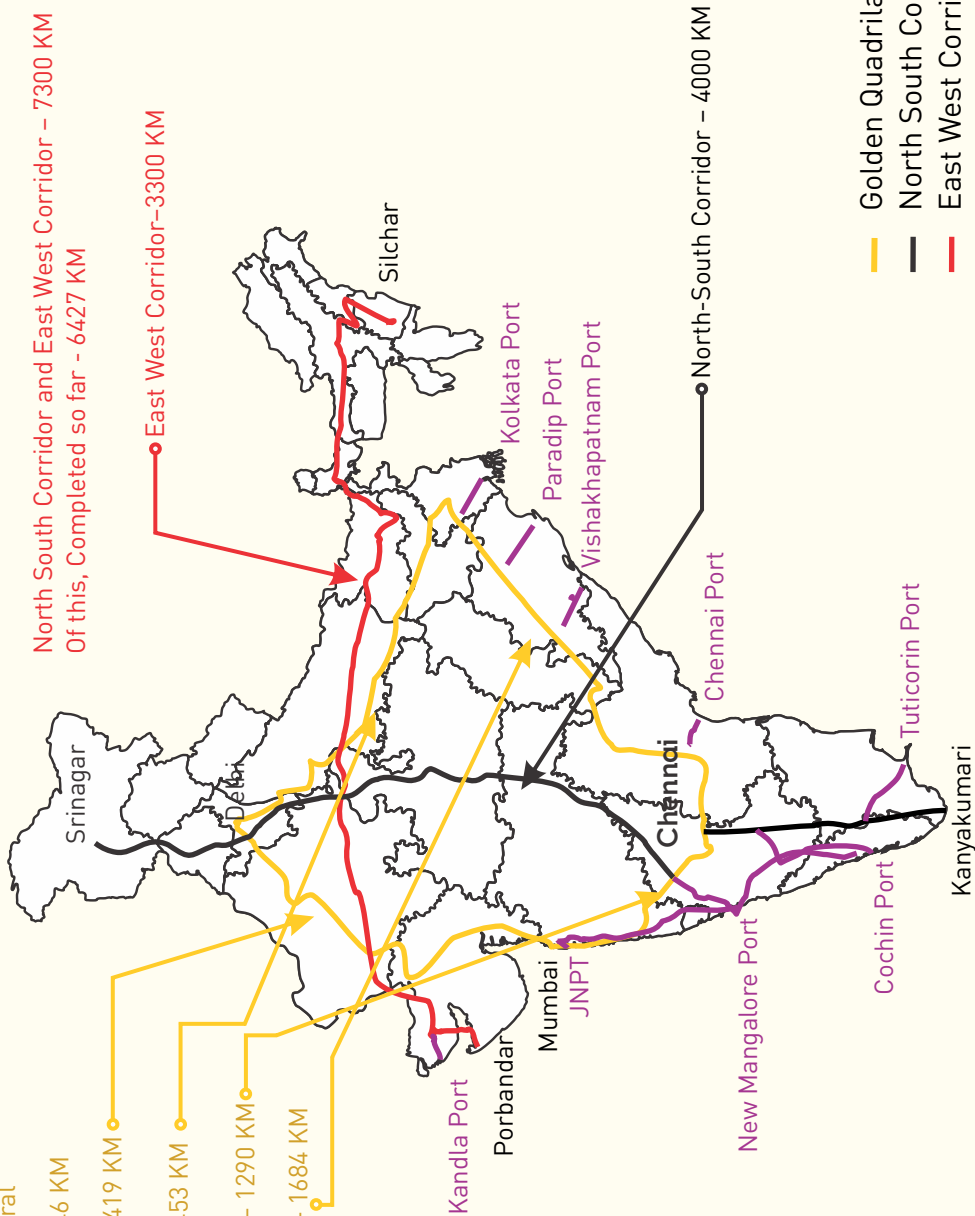 North South Corridor and East West Corridor – 7300 KM
Of this, Completed so far - 6427 KM
East West Corridor–3300 KM
Srinagar
Delhi
Silchar
Kolkata Port
Paradip Port
Vishakhapatnam Port
North-South Corridor – 4000 KM
Chennai Port
Chennai
Tuticorin Port
Kanyakumari
Cochin Port
New Mangalore Port
Mumbai
JNPT
Porbandar
Kandla Port
ral
6 KM
419 KM
53 KM
– 1290 KM
- 1684 KM
Golden Quadrila
North South Co
East West Corri